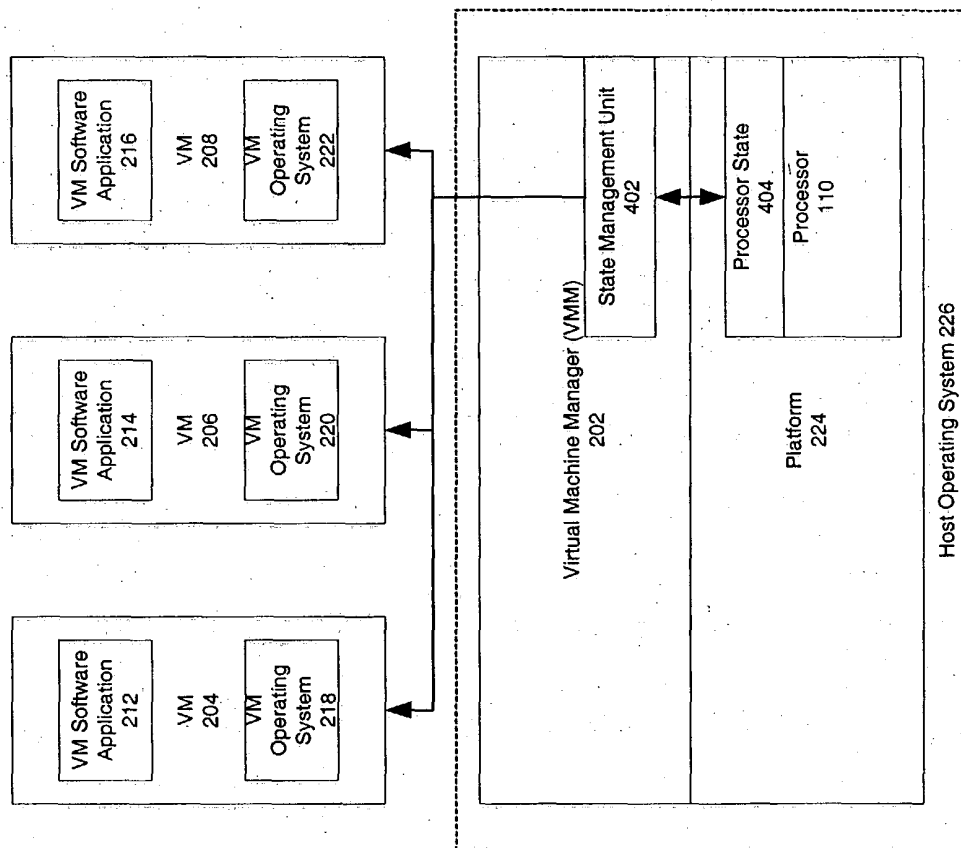 VM Software
Application
212
VM
204
VM
Operating
System
218
VM Software
Application
214
VM
206
VM
Operating
System
220
VM Software
Application
216
VM
208
VM
Operating
System
222
Virtual Machine Manager (VMM)
202
State Management Unit
402
Platform
224
Processor State
404
Processor
110
Host Operating System 226